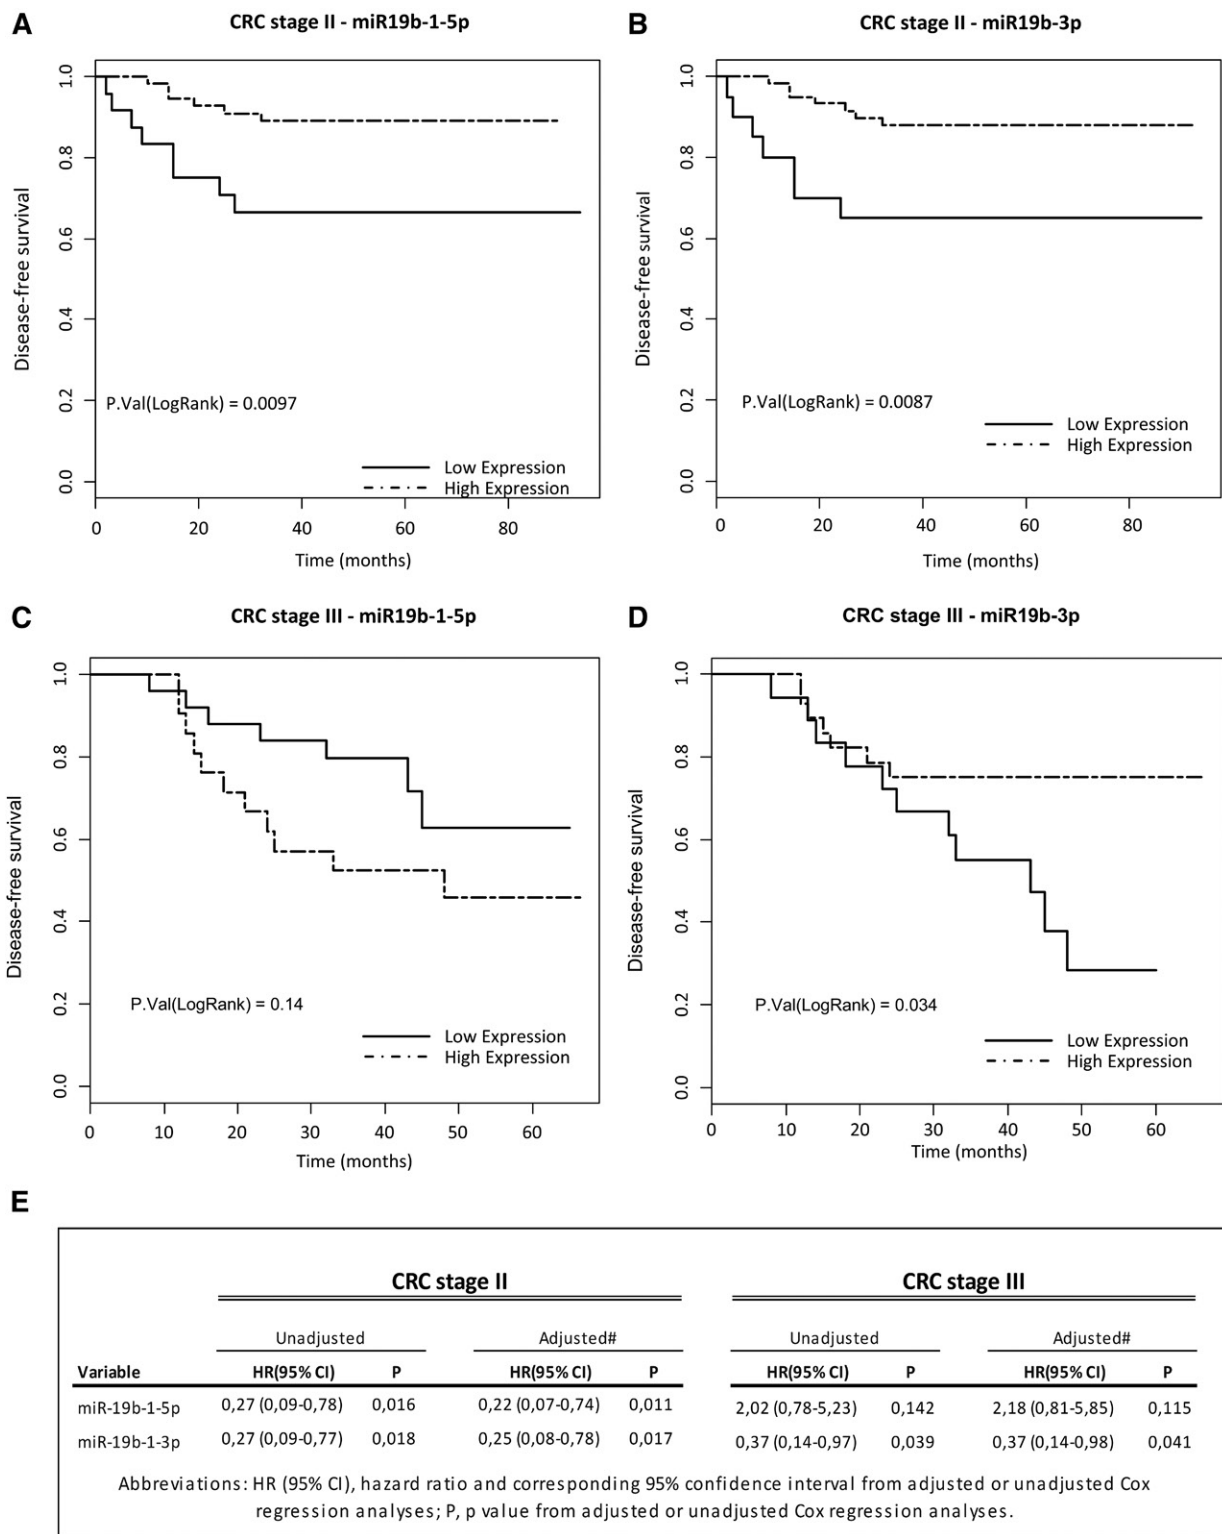 A
CRC stage II - miR19b-1-5p
Disease-free survival
1.0
0.8
0.6
0.4
0.2
0.0
P.Val(LogRank) = 0.0097
Low Expression
High Expression
0 20 40 60 80
Time (months)
B
CRC stage II - miR19b-3p
Disease-free survival
1.0
0.8
0.6
0.4
0.2
0.0
P.Val(LogRank) = 0.0087
Low Expression
High Expression
0 20 40 60 80
Time (months)
C
CRC stage III - miR19b-1-5p
Disease-free survival
1.0
0.8
0.6
0.4
0.2
0.0
P.Val(LogRank) = 0.14
Low Expression
High Expression
0 10 20 30 40 50 60
Time (months)
D
CRC stage III - miR19b-3p
Disease-free survival
1.0
0.8
0.6
0.4
0.2
0.0
P.Val(LogRank) = 0.034
Low Expression
High Expression
0 10 20 30 40 50 60
Time (months)
E
CRC stage II CRC stage III
Unadjusted Adjusted# Unadjusted Adjusted#
Variable HR(95% CI) P HR(95% CI) P HR(95% CI) P HR(95% CI) P
miR-19b-1-5p 0,27 (0,09-0,78) 0,016 0,22 (0,07-0,74) 0,011 2,02 (0,78-5,23) 0,142 2,18 (0,81-5,85) 0,115
miR-19b-1-3p 0,27 (0,09-0,77) 0,018 0,25 (0,08-0,78) 0,017 0,37 (0,14-0,97) 0,039 0,37 (0,14-0,98) 0,041
Abbreviations: HR (95% CI), hazard ratio and corresponding 95% confidence interval from adjusted or unadjusted Cox
regression analyses; P, p value from adjusted or unadjusted Cox regression analyses.